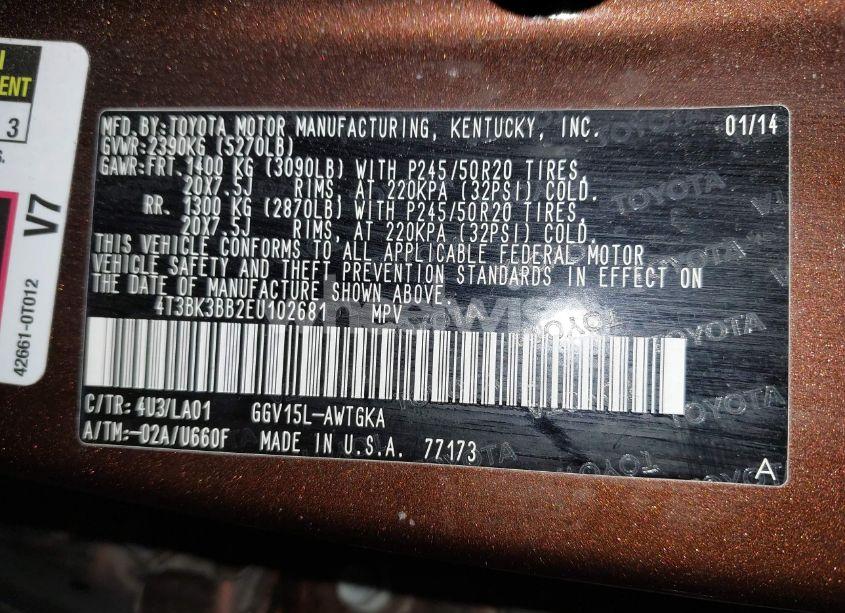 MFD. BY: TOYOTA MOTOR MANUFACTURING, KENTUCKY, INC. 01/14
GVWR: 2390KG (5270LB)
GAWR: FRT. 1400 KG (3090LB) WITH P245/50R20 TIRES,
20X7.5J RIMS, AT 220KPA (32PSI) COLD.
RR. 1300 KG (2870LB) WITH P245/50R20 TIRES,
20X7.5J RIMS, AT 220KPA (32PSI) COLD.
THIS VEHICLE CONFORMS TO ALL APPLICABLE FEDERAL MOTOR
VEHICLE SAFETY AND THEFT PREVENTION STANDARDS IN EFFECT ON
THE DATE OF MANUFACTURE SHOWN ABOVE.
4T3BK3BB2EU102681 MPV
C/TR: 4U3/LA01 GGV15L-AWTGKA
A/TM:-02A/U660F MADE IN U.S.A. 77173 A
TOYOTA
TOYOTA
TOYOTA
3
V7
42661-0T012